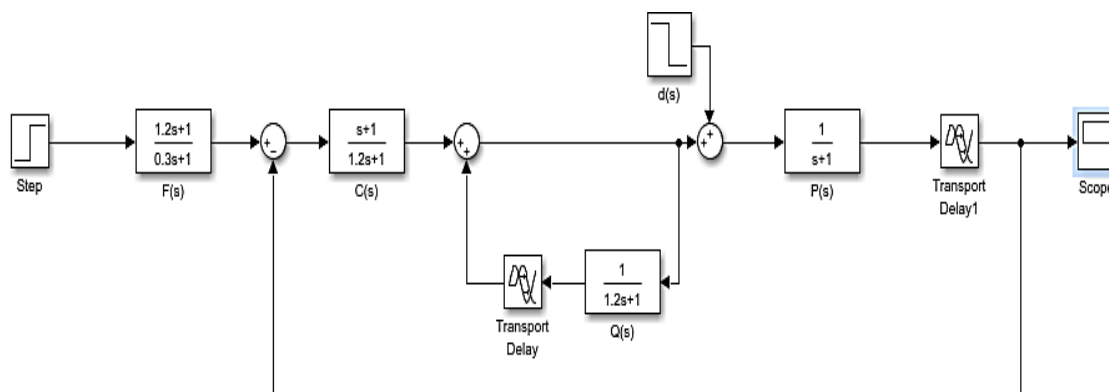 d(s)
1.2s+1
0.3s+1
+
−
s+1
1.2s+1
+
+
+
+
1
s+1
Step
F(s)
C(s)
P(s)
Transport
Delay1
Scope
1
1.2s+1
Transport
Delay
Q(s)